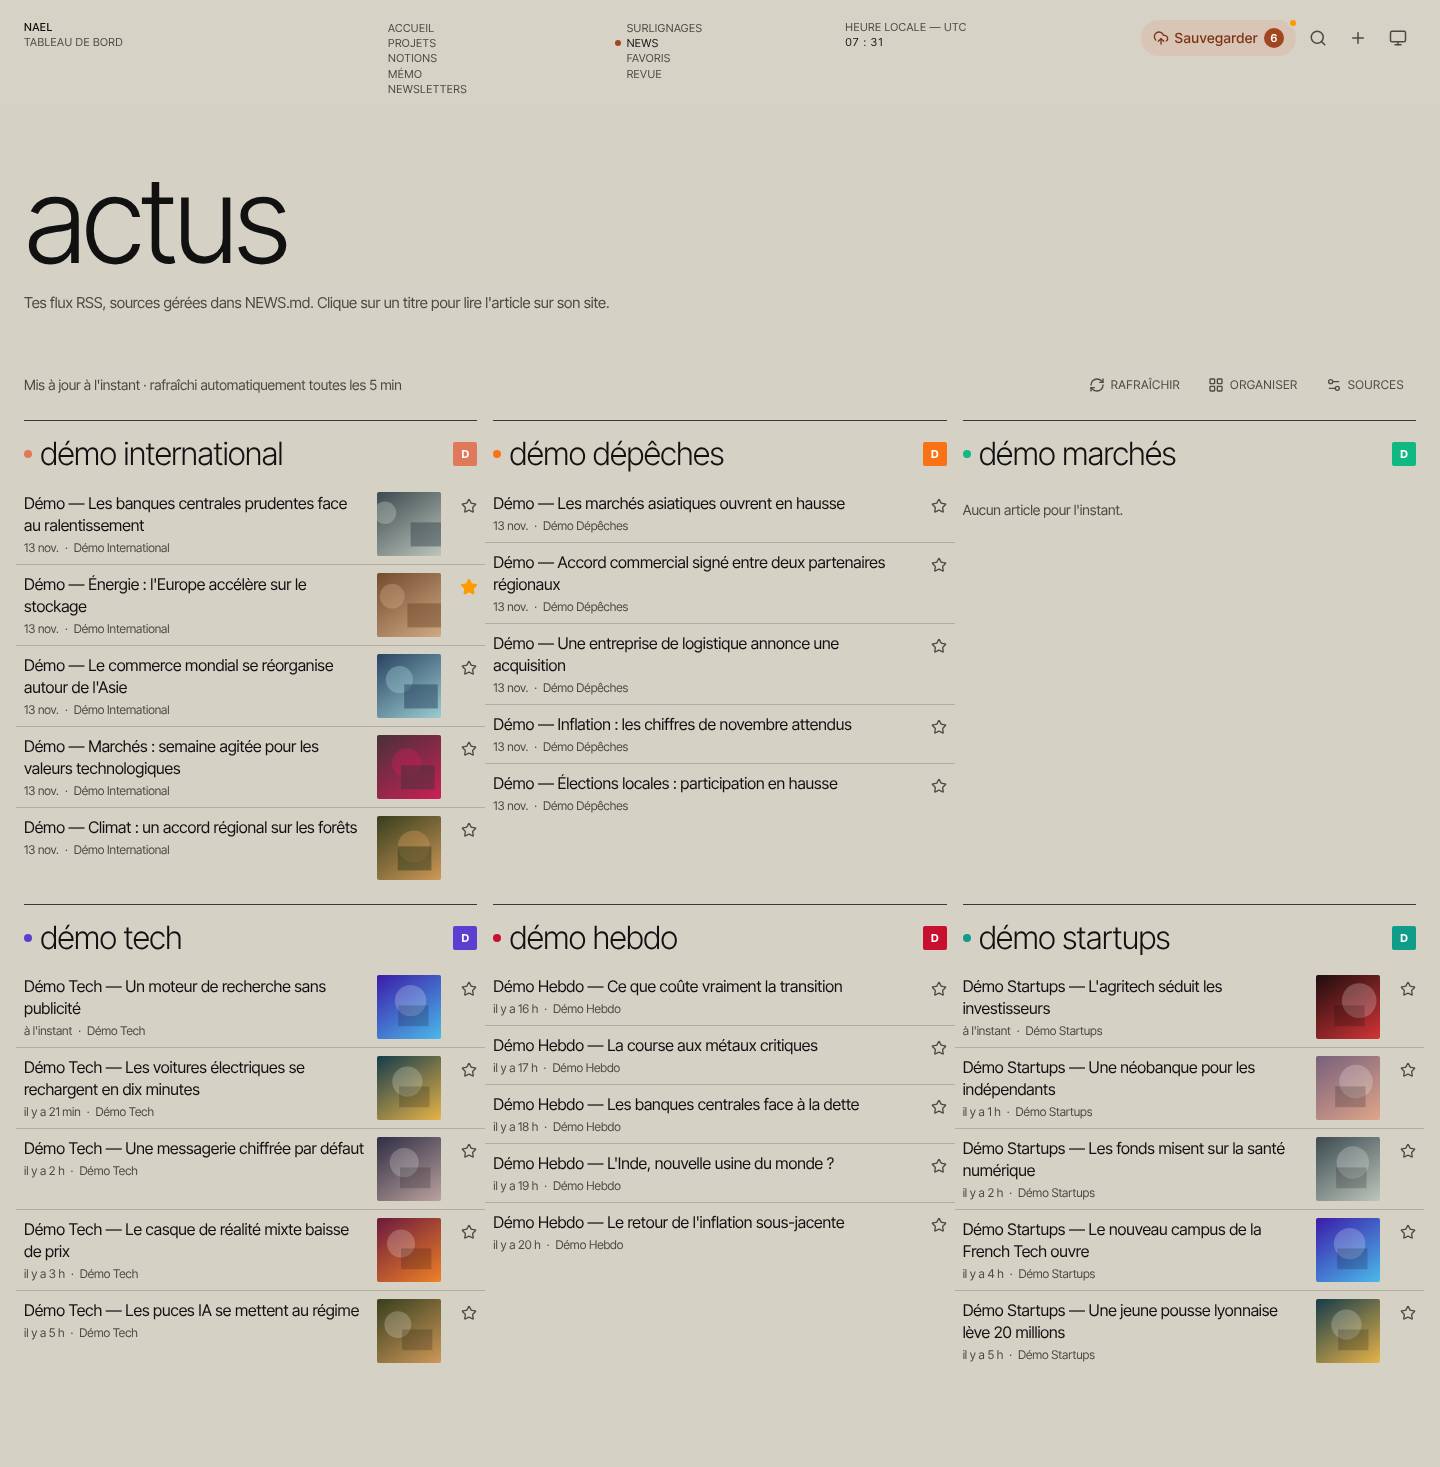 NAEL
TABLEAU DE BORD
ACCUEIL
PROJETS
NOTIONS
MÉMO
NEWSLETTERS
SURLIGNAGES
NEWS
FAVORIS
REVUE
HEURE LOCALE — UTC
07 : 31
Sauvegarder 6
actus
Tes flux RSS, sources gérées dans NEWS.md. Clique sur un titre pour lire l'article sur son site.
Mis à jour à l'instant · rafraîchi automatiquement toutes les 5 min
RAFRAÎCHIR
ORGANISER
SOURCES
démo international
D
Démo — Les banques centrales prudentes face
au ralentissement
13 nov. · Démo International
Démo — Énergie : l'Europe accélère sur le
stockage
13 nov. · Démo International
Démo — Le commerce mondial se réorganise
autour de l'Asie
13 nov. · Démo International
Démo — Marchés : semaine agitée pour les
valeurs technologiques
13 nov. · Démo International
Démo — Climat : un accord régional sur les forêts
13 nov. · Démo International
démo dépêches
D
Démo — Les marchés asiatiques ouvrent en hausse
13 nov. · Démo Dépêches
Démo — Accord commercial signé entre deux partenaires
régionaux
13 nov. · Démo Dépêches
Démo — Une entreprise de logistique annonce une
acquisition
13 nov. · Démo Dépêches
Démo — Inflation : les chiffres de novembre attendus
13 nov. · Démo Dépêches
Démo — Élections locales : participation en hausse
13 nov. · Démo Dépêches
démo marchés
D
Aucun article pour l'instant.
démo tech
D
Démo Tech — Un moteur de recherche sans
publicité
à l'instant · Démo Tech
Démo Tech — Les voitures électriques se
rechargent en dix minutes
il y a 21 min · Démo Tech
Démo Tech — Une messagerie chiffrée par défaut
il y a 2 h · Démo Tech
Démo Tech — Le casque de réalité mixte baisse
de prix
il y a 3 h · Démo Tech
Démo Tech — Les puces IA se mettent au régime
il y a 5 h · Démo Tech
démo hebdo
D
Démo Hebdo — Ce que coûte vraiment la transition
il y a 16 h · Démo Hebdo
Démo Hebdo — La course aux métaux critiques
il y a 17 h · Démo Hebdo
Démo Hebdo — Les banques centrales face à la dette
il y a 18 h · Démo Hebdo
Démo Hebdo — L'Inde, nouvelle usine du monde ?
il y a 19 h · Démo Hebdo
Démo Hebdo — Le retour de l'inflation sous-jacente
il y a 20 h · Démo Hebdo
démo startups
D
Démo Startups — L'agritech séduit les
investisseurs
à l'instant · Démo Startups
Démo Startups — Une néobanque pour les
indépendants
il y a 1 h · Démo Startups
Démo Startups — Les fonds misent sur la santé
numérique
il y a 2 h · Démo Startups
Démo Startups — Le nouveau campus de la
French Tech ouvre
il y a 4 h · Démo Startups
Démo Startups — Une jeune pousse lyonnaise
lève 20 millions
il y a 5 h · Démo Startups